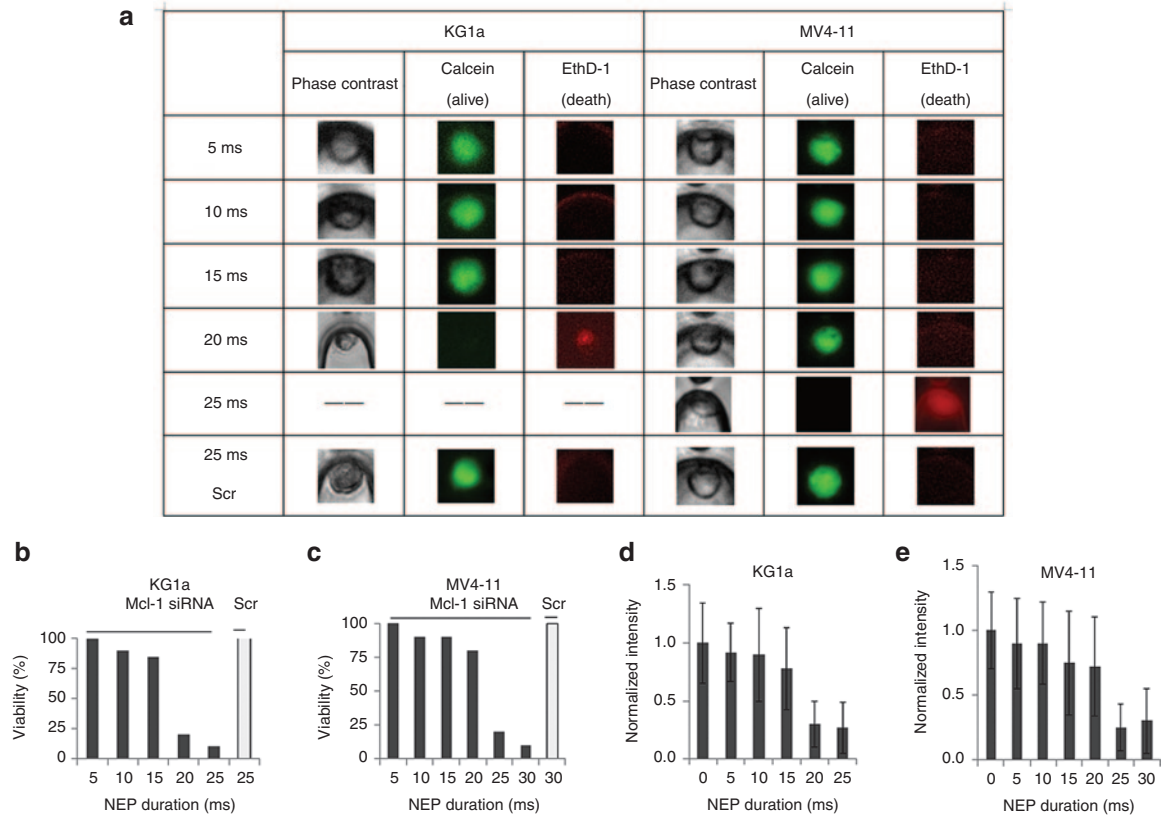 a
KG1a MV4-11
Phase contrast Calcein (alive) EthD-1 (death) Phase contrast Calcein (alive) EthD-1 (death)
5 ms
10 ms
15 ms
20 ms
25 ms —— —— ——
25 ms
Scr
b
KG1a
Mcl-1 siRNA Scr
Viability (%)
100
75
50
25
0
5 10 15 20 25 25
NEP duration (ms)
c
MV4-11
Mcl-1 siRNA Scr
Viability (%)
100
75
50
25
0
5 10 15 20 25 30 30
NEP duration (ms)
d
KG1a
Normalized intensity
1.5
1.0
0.5
0.0
0 5 10 15 20 25
NEP duration (ms)
e
MV4-11
Normalized intensity
1.5
1.0
0.5
0.0
0 5 10 15 20 25 30
NEP duration (ms)